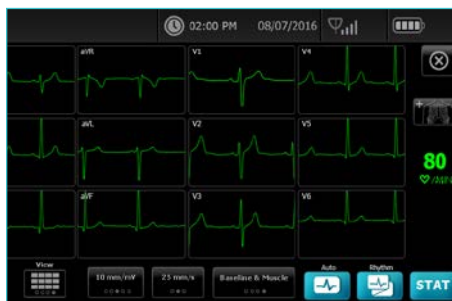 02:00 PM 08/07/2016
aVR V1 V4
aVL V2 V5
80
aVF V3 V6
View Auto Rhythm
10 mm/mV 25 mm/s Baseline & Muscle
STAT